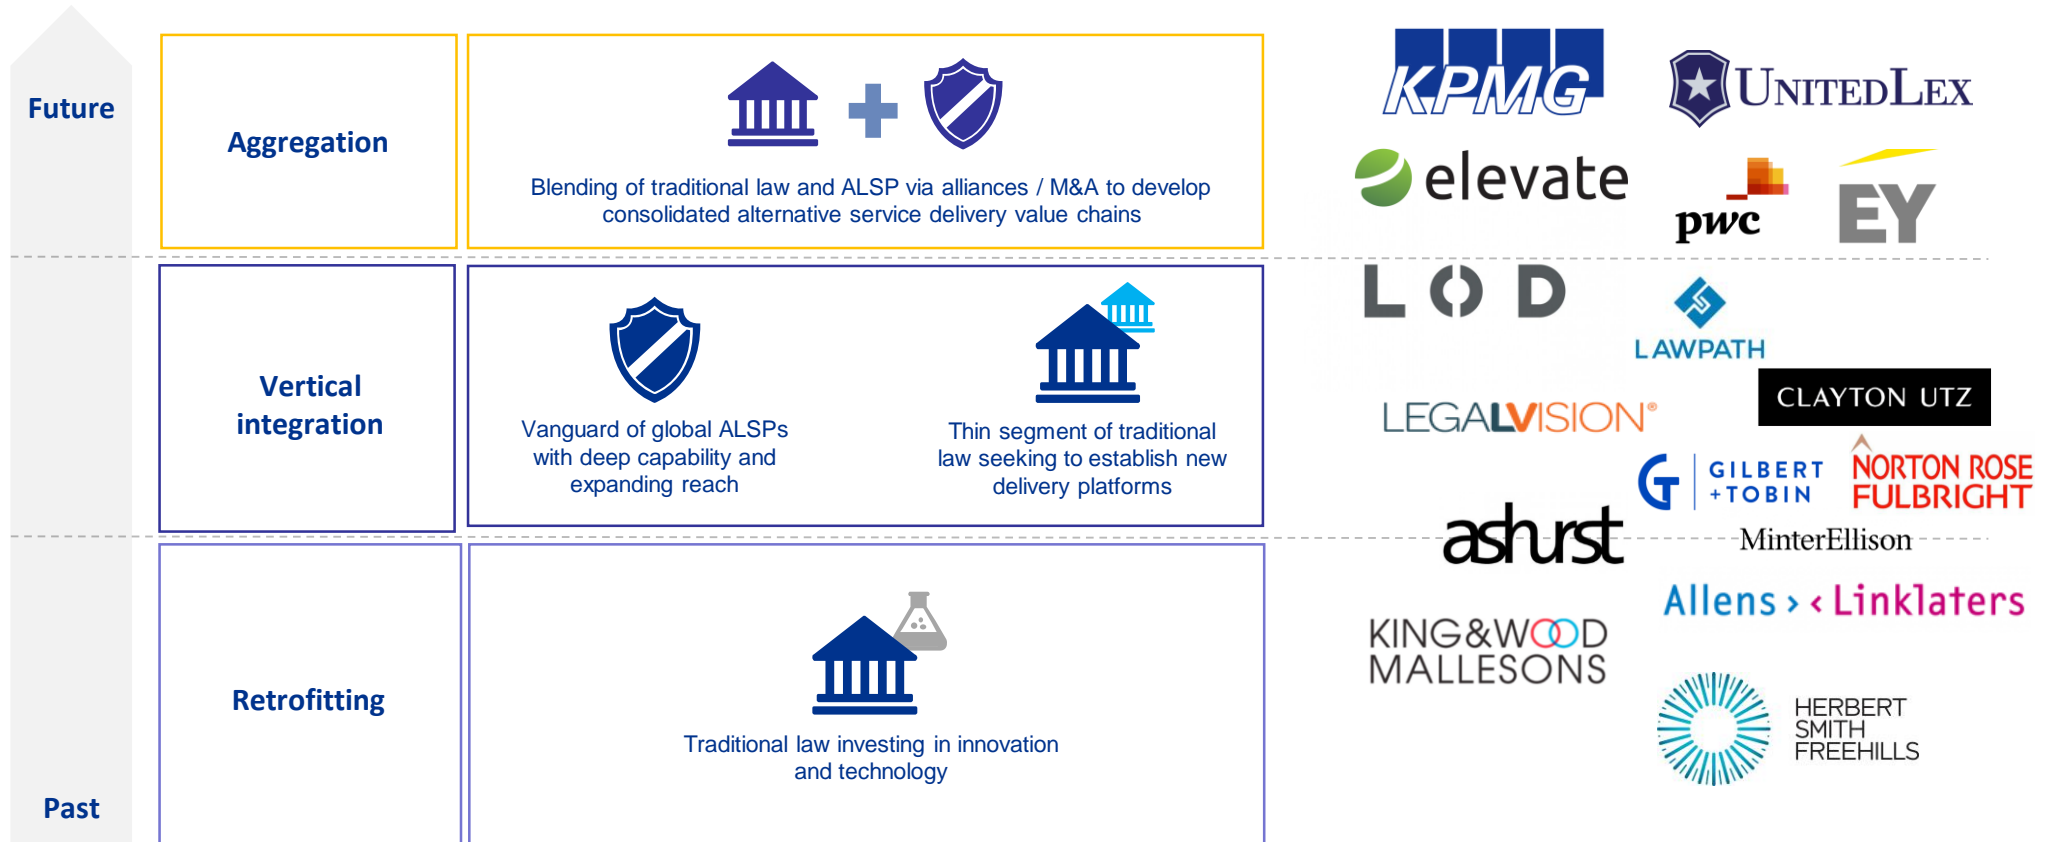 Future
Aggregation
Blending of traditional law and ALSP via alliances / M&A to develop
consolidated alternative service delivery value chains
KPMG
UNITEDLEX
elevate
pwc
EY
Vertical
integration
Vanguard of global ALSPs
with deep capability and
expanding reach
Thin segment of traditional
law seeking to establish new
delivery platforms
LOD
LAWPATH
LEGALVISION®
CLAYTON UTZ
GILBERT
+TOBIN
NORTON ROSE
FULBRIGHT
ashurst
MinterEllison
Past
Retrofitting
Traditional law investing in innovation
and technology
Allens > < Linklaters
KING&WOOD
MALLESONS
HERBERT
SMITH
FREEHILLS